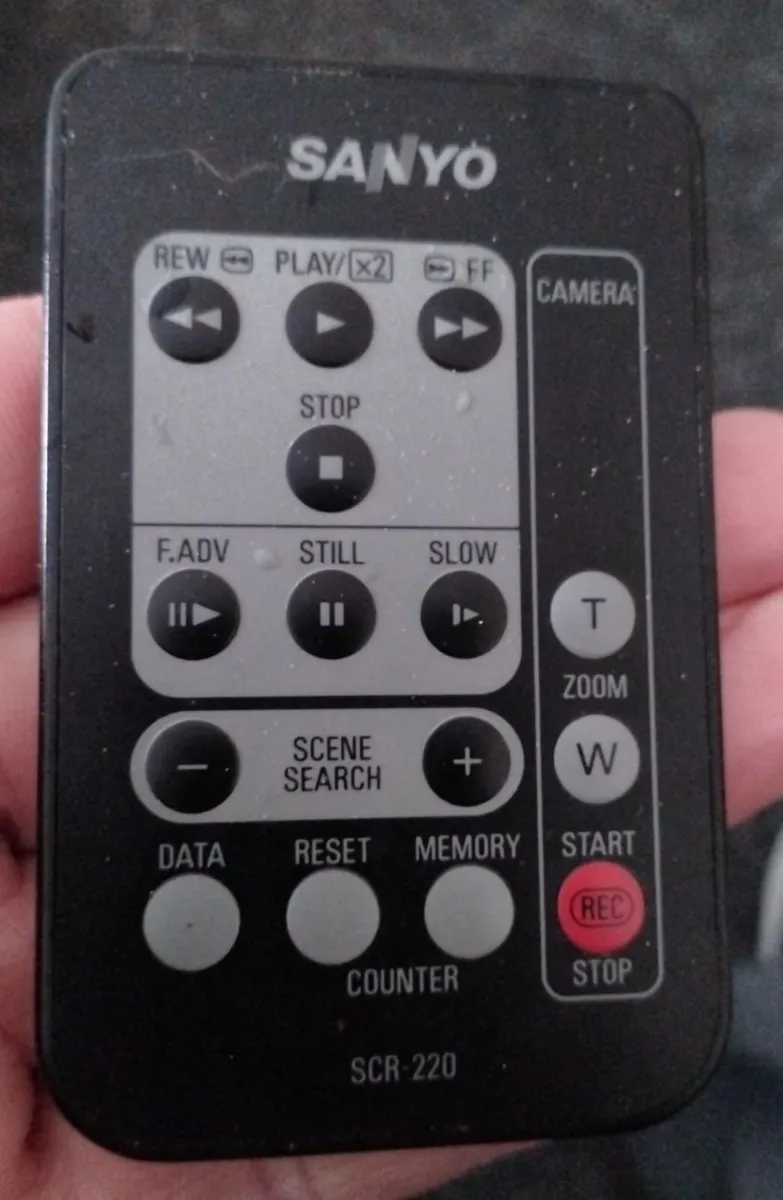 SANYO
REW PLAY/x2 FF
CAMERA
STOP
F.ADV STILL SLOW
T
ZOOM
W
SCENE
SEARCH
DATA RESET MEMORY
COUNTER
START
REC
STOP
SCR-220